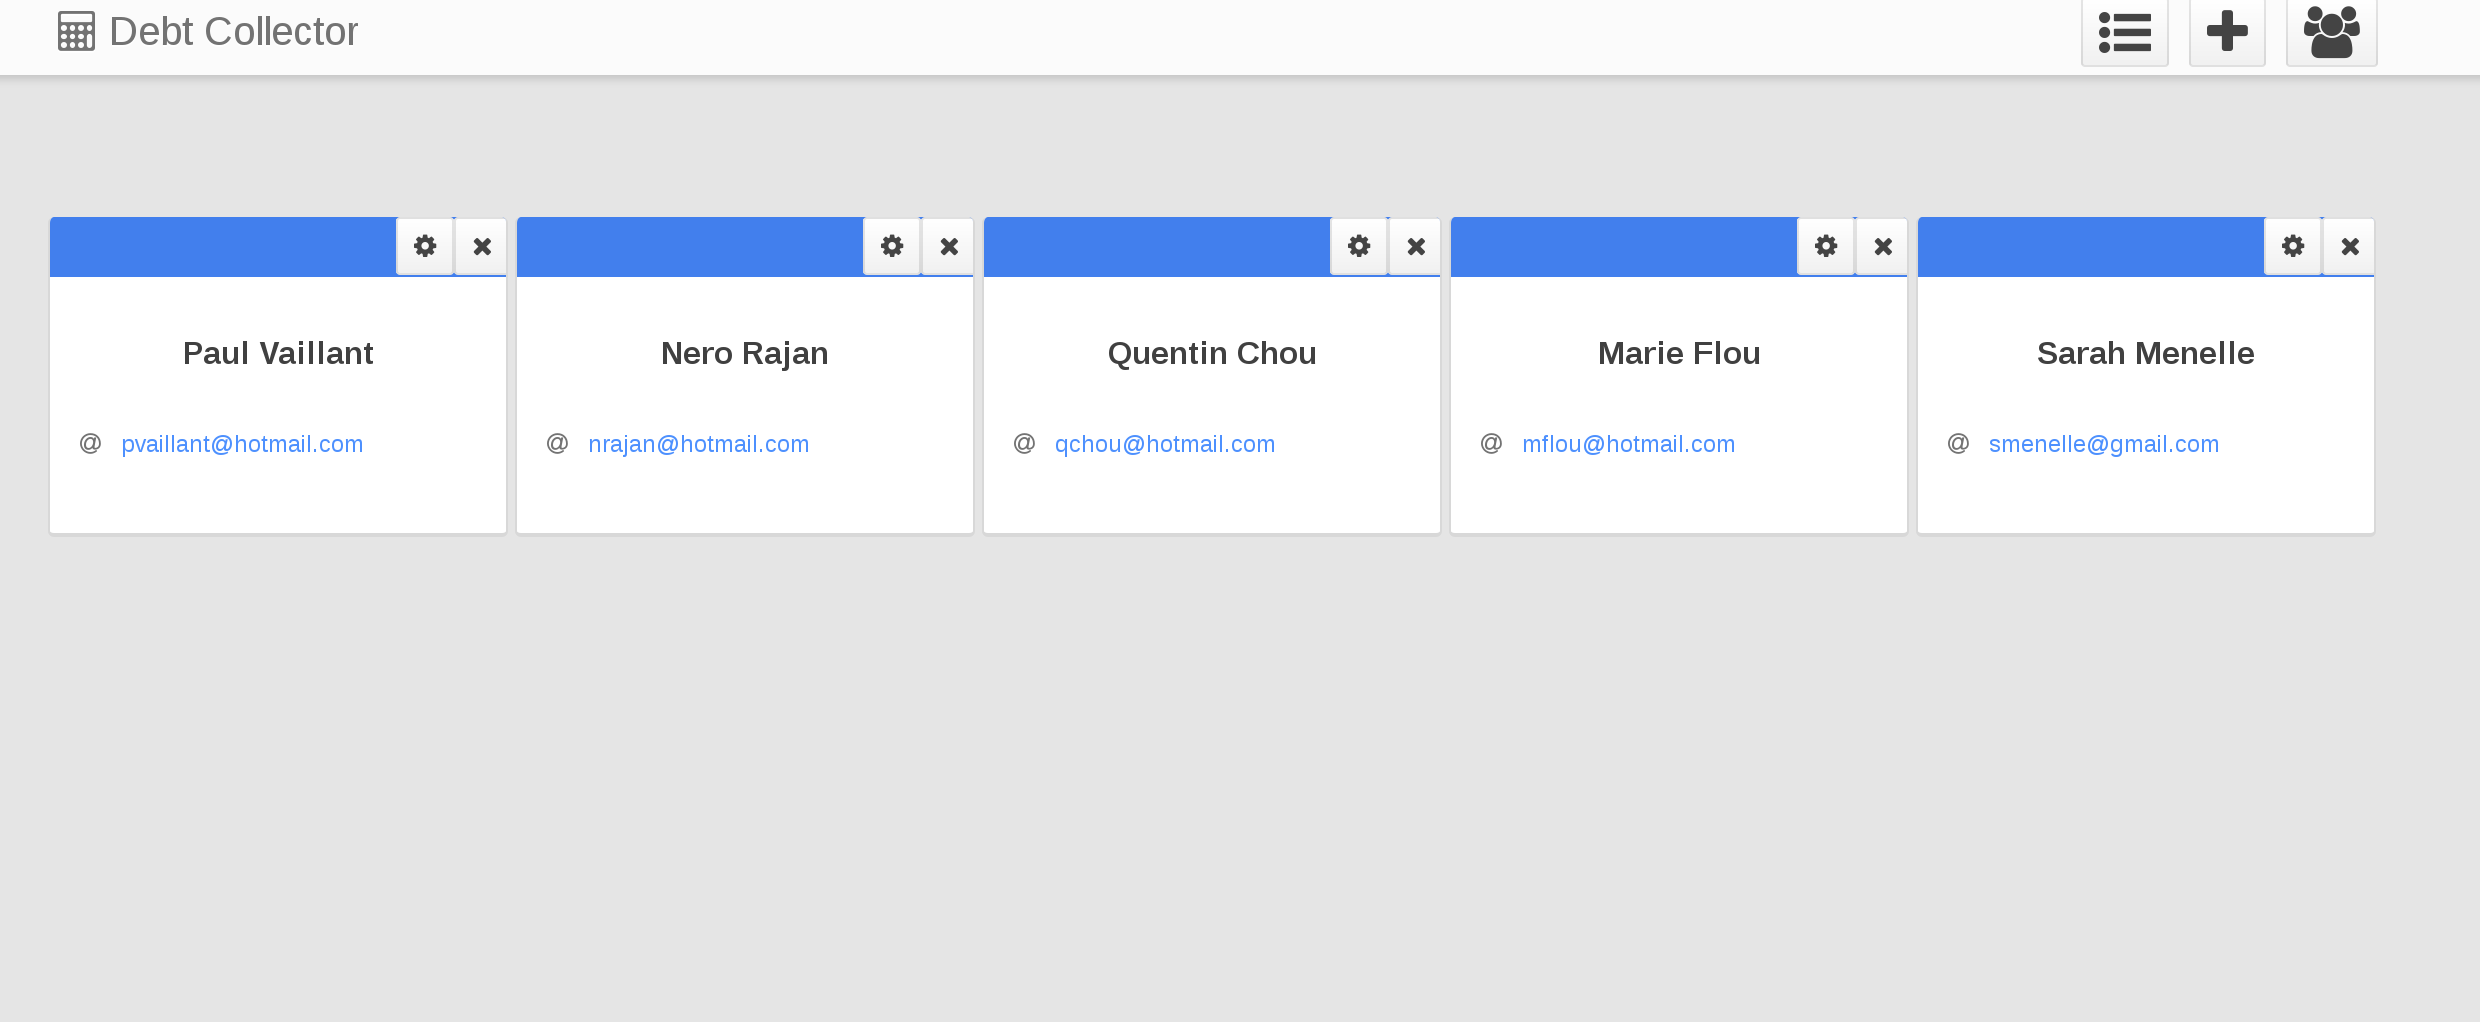 Debt Collector
Paul Vaillant
@ pvaillant@hotmail.com
Nero Rajan
@ nrajan@hotmail.com
Quentin Chou
@ qchou@hotmail.com
Marie Flou
@ mflou@hotmail.com
Sarah Menelle
@ smenelle@gmail.com